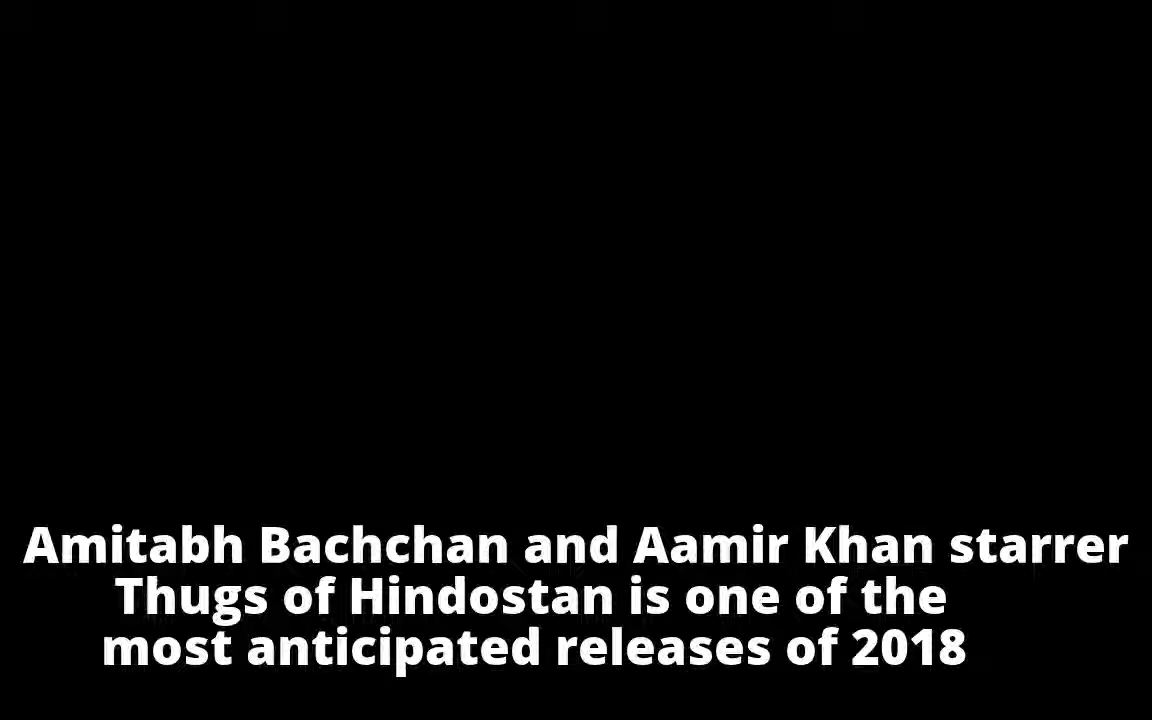 Amitabh Bachchan and Aamir Khan starrer
Thugs of Hindostan is one of the
most anticipated releases of 2018